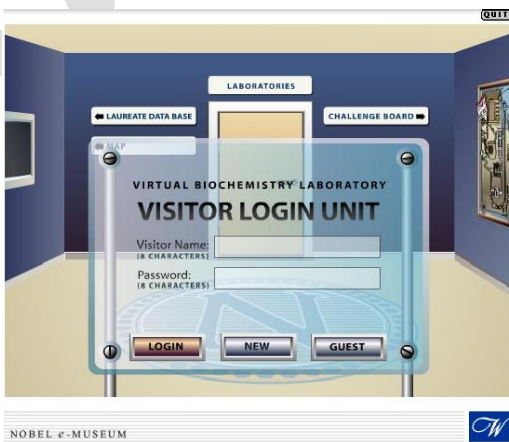 QUIT
LABORATORIES
LAUREATE DATA BASE
CHALLENGE BOARD
MAP
VIRTUAL BIOCHEMISTRY LABORATORY
VISITOR LOGIN UNIT
Visitor Name:
(8 CHARACTERS)
Password:
(8 CHARACTERS)
LOGIN NEW GUEST
NOBEL e-MUSEUM
W